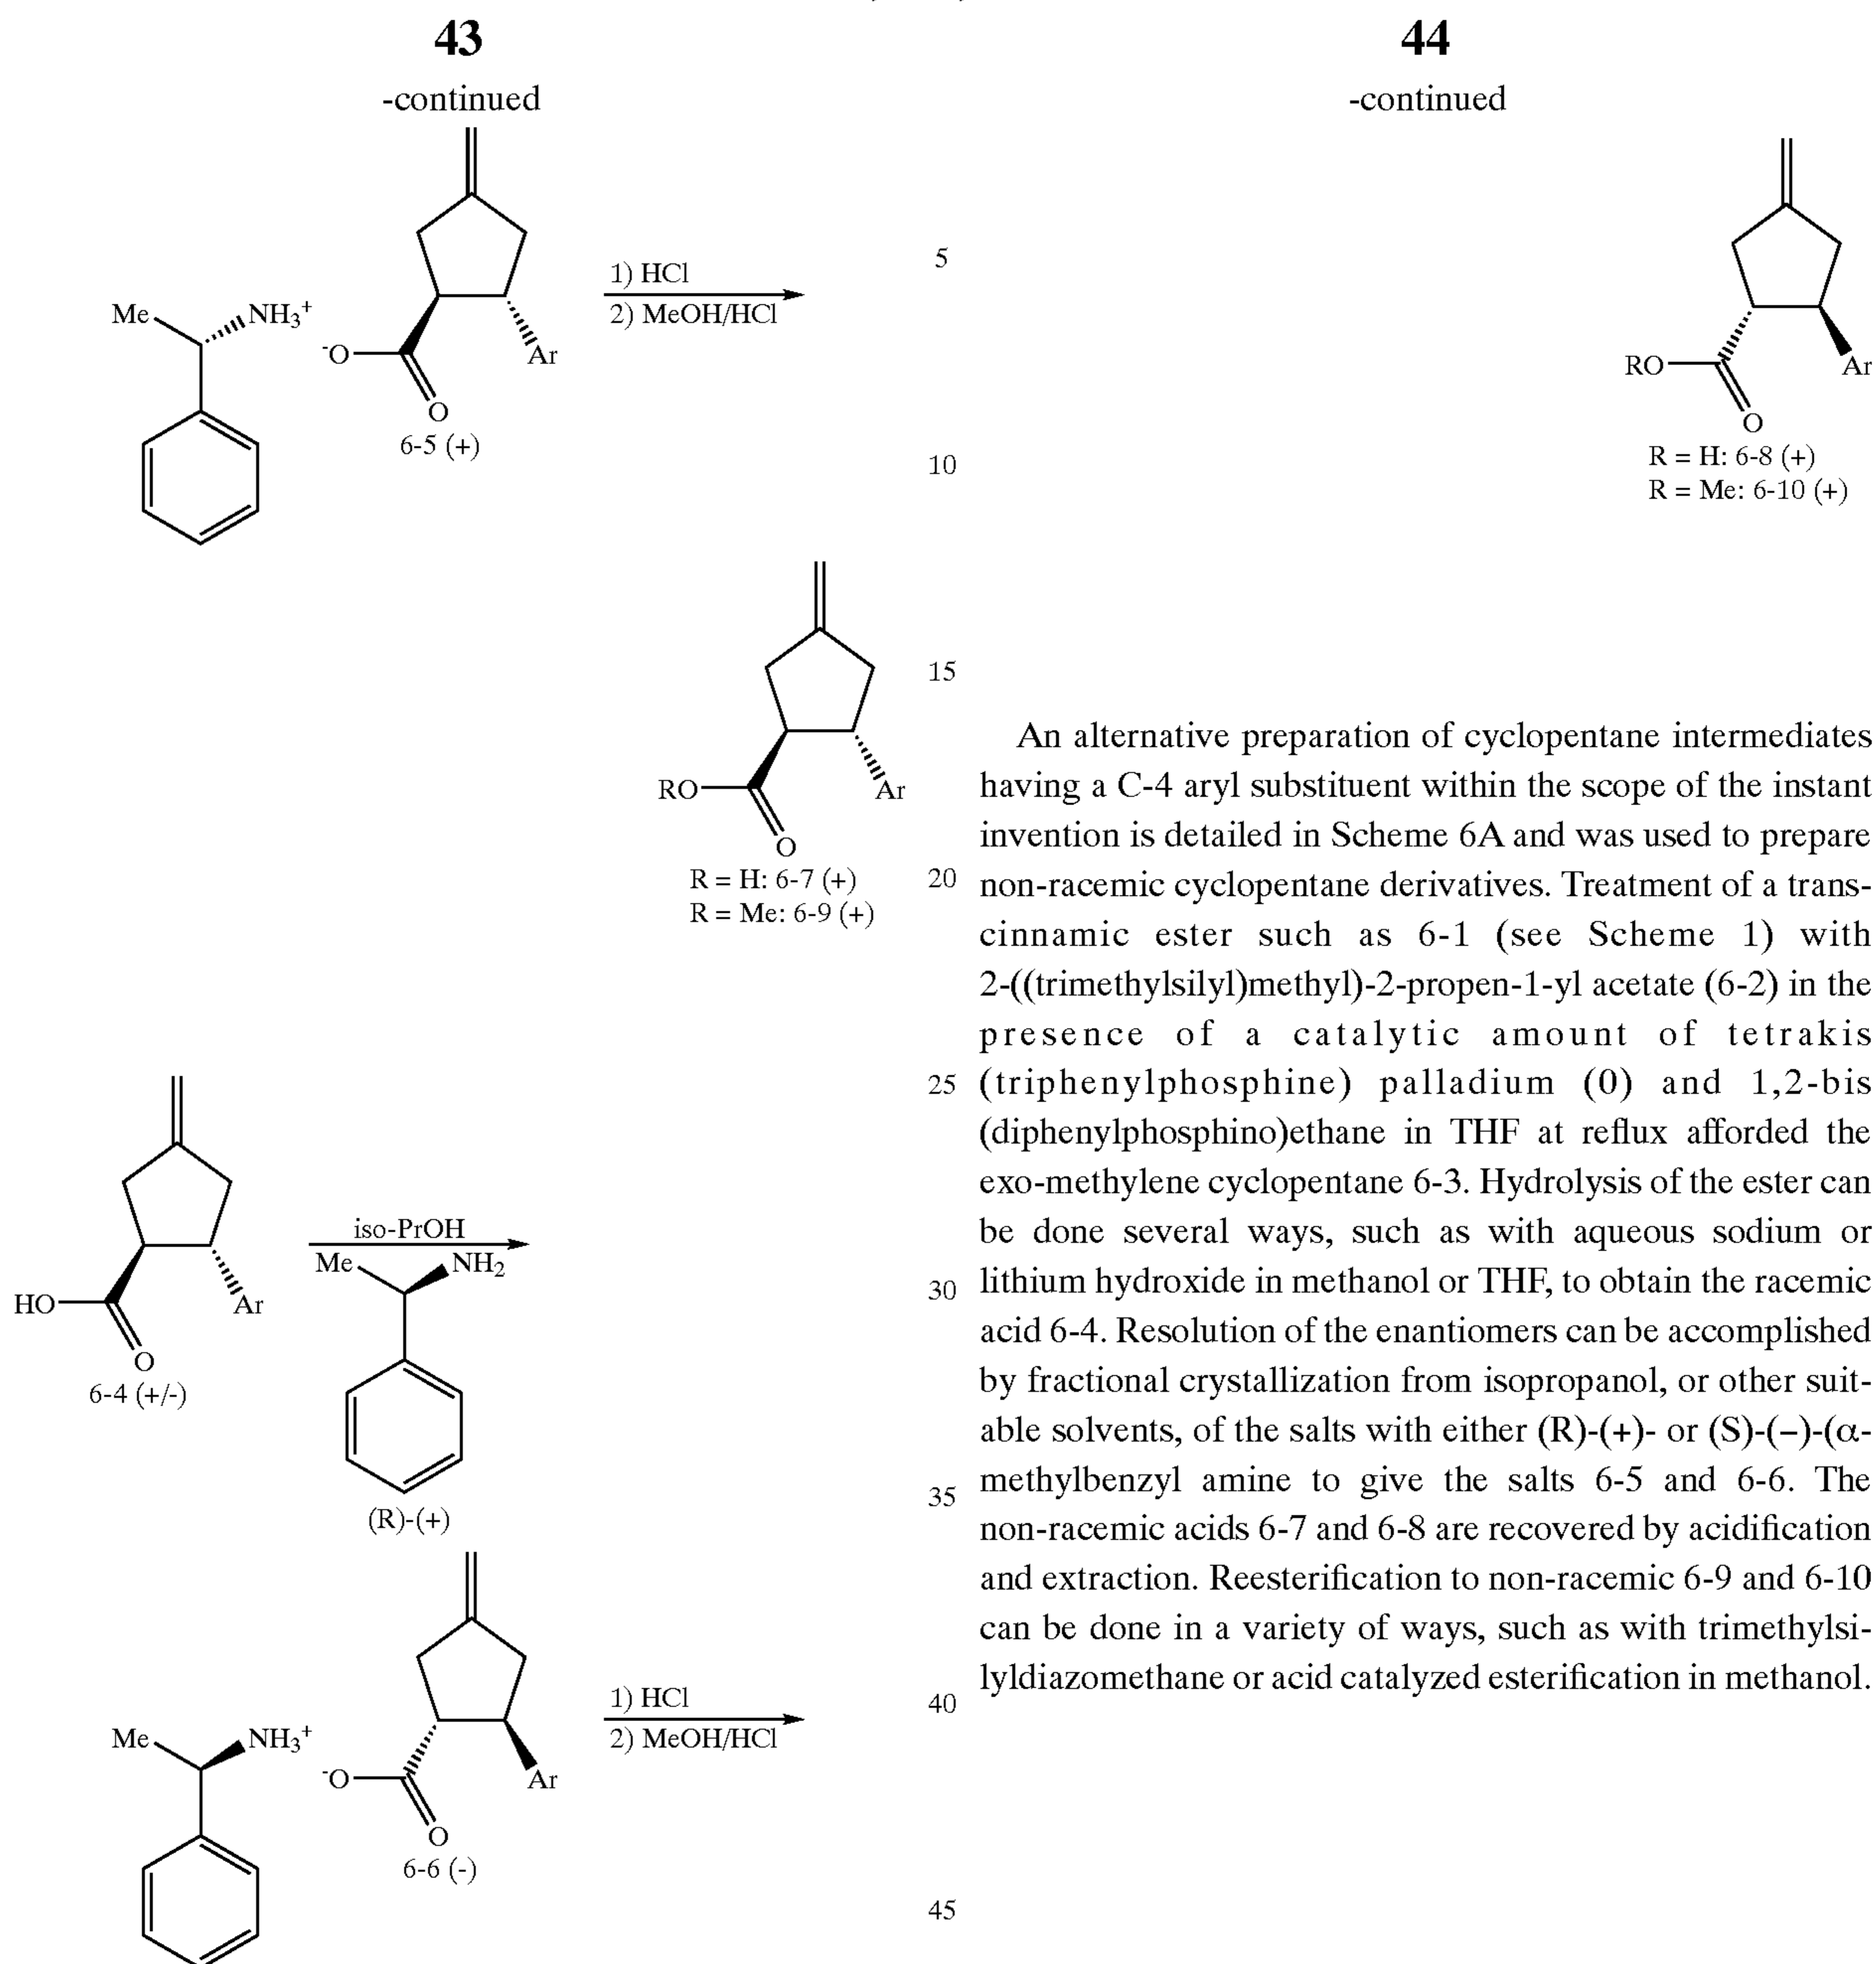 43
-continued
Me
NH3+
-O
O
Ar
6-5 (+)
1) HCl
2) MeOH/HCl
RO
O
Ar
R = H: 6-7 (+)
R = Me: 6-9 (+)
HO
O
Ar
6-4 (+/-)
iso-PrOH
Me
NH2
(R)-(+)
Me
NH3+
-O
O
Ar
6-6 (-)
1) HCl
2) MeOH/HCl
5
10
15
20
25
30
35
40
45
44
-continued
RO
O
Ar
R = H: 6-8 (+)
R = Me: 6-10 (+)
An alternative preparation of cyclopentane intermediates
having a C-4 aryl substituent within the scope of the instant
invention is detailed in Scheme 6A and was used to prepare
non-racemic cyclopentane derivatives. Treatment of a trans-
cinnamic ester such as 6-1 (see Scheme 1) with
2-((trimethylsilyl)methyl)-2-propen-1-yl acetate (6-2) in the
presence of a catalytic amount of tetrakis
(triphenylphosphine) palladium (0) and 1,2-bis
(diphenylphosphino)ethane in THF at reflux afforded the
exo-methylene cyclopentane 6-3. Hydrolysis of the ester can
be done several ways, such as with aqueous sodium or
lithium hydroxide in methanol or THF, to obtain the racemic
acid 6-4. Resolution of the enantiomers can be accomplished
by fractional crystallization from isopropanol, or other suit-
able solvents, of the salts with either (R)-(+)- or (S)-(−)-(α-
methylbenzyl amine to give the salts 6-5 and 6-6. The
non-racemic acids 6-7 and 6-8 are recovered by acidification
and extraction. Reesterification to non-racemic 6-9 and 6-10
can be done in a variety of ways, such as with trimethylsi-
lyldiazomethane or acid catalyzed esterification in methanol.